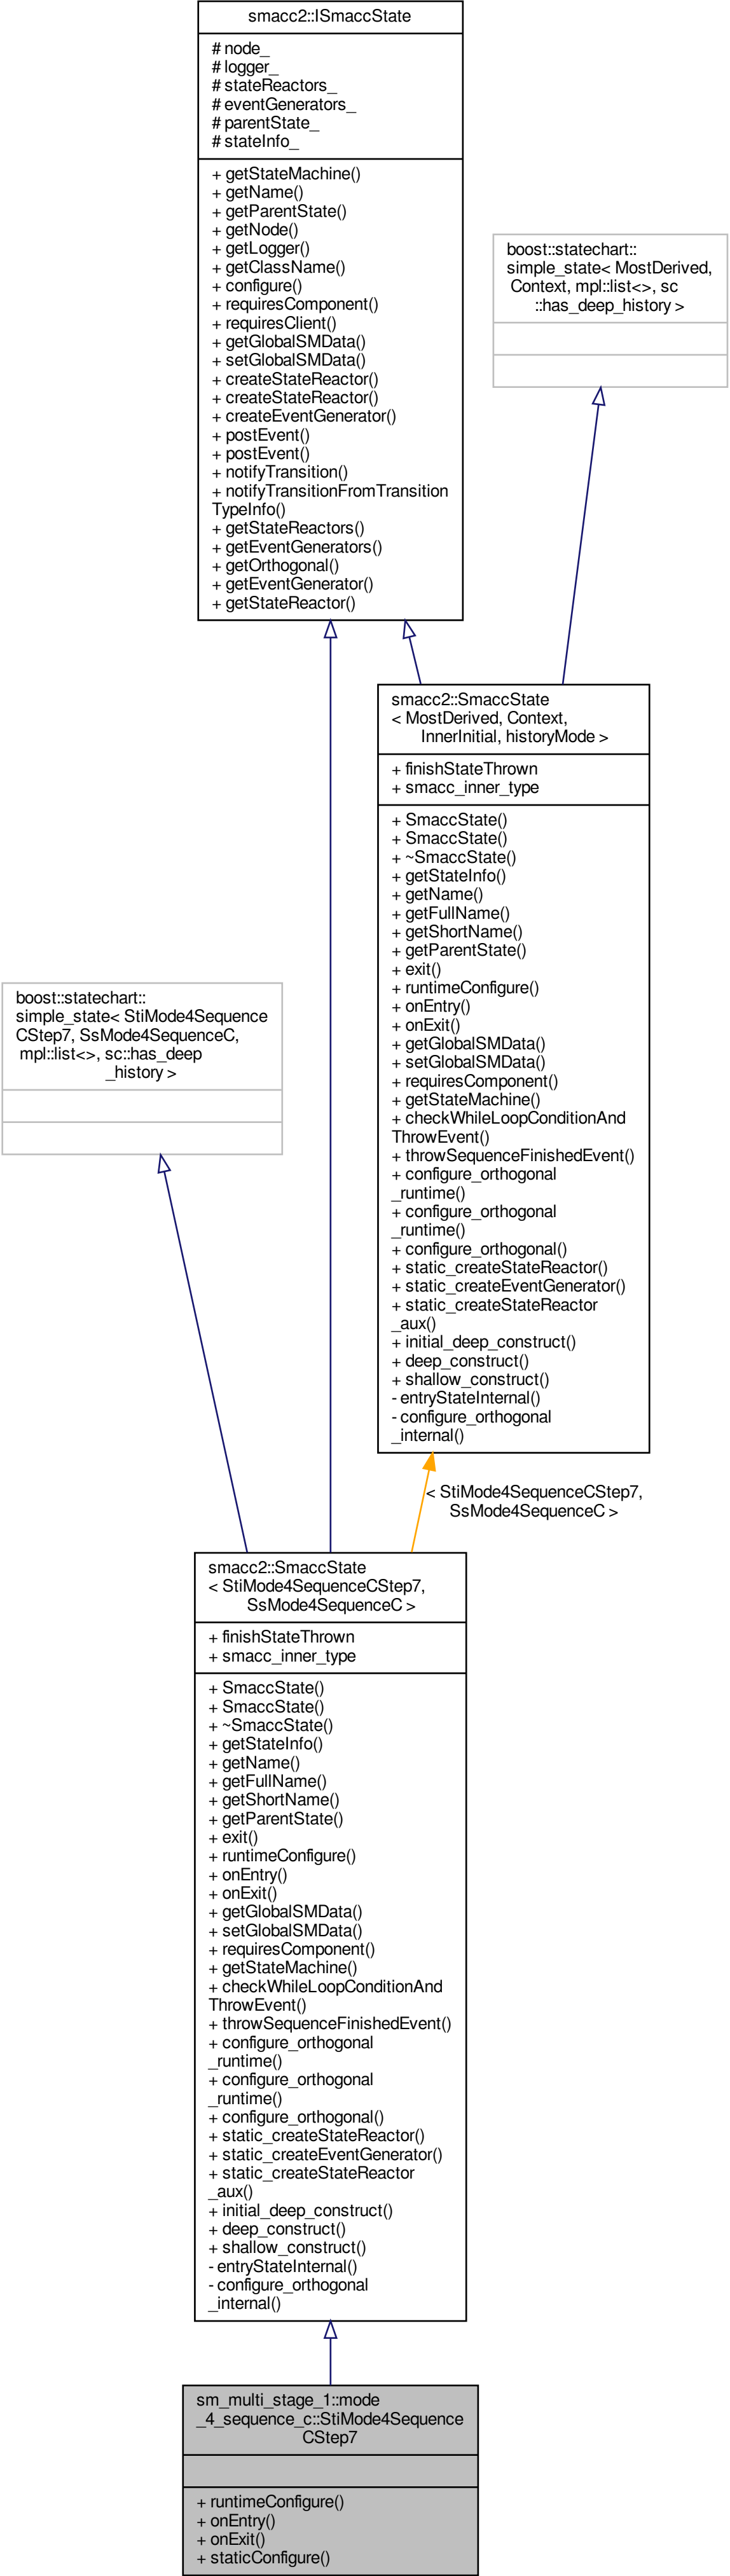 smacc2::ISmaccState
# node_
# logger_
# stateReactors_
# eventGenerators_
# parentState_
# stateInfo_
+ getStateMachine()
+ getName()
+ getParentState()
+ getNode()
+ getLogger()
+ getClassName()
+ configure()
+ requiresComponent()
+ requiresClient()
+ getGlobalSMData()
+ setGlobalSMData()
+ createStateReactor()
+ createStateReactor()
+ createEventGenerator()
+ postEvent()
+ postEvent()
+ notifyTransition()
+ notifyTransitionFromTransition
TypeInfo()
+ getStateReactors()
+ getEventGenerators()
+ getOrthogonal()
+ getEventGenerator()
+ getStateReactor()
boost::statechart::
simple_state< MostDerived,
Context, mpl::list<>, sc
::has_deep_history >
smacc2::SmaccState
< MostDerived, Context,
InnerInitial, historyMode >
+ finishStateThrown
+ smacc_inner_type
+ SmaccState()
+ SmaccState()
+ ~SmaccState()
+ getStateInfo()
+ getName()
+ getFullName()
+ getShortName()
+ getParentState()
+ exit()
+ runtimeConfigure()
+ onEntry()
+ onExit()
+ getGlobalSMData()
+ setGlobalSMData()
+ requiresComponent()
+ getStateMachine()
+ checkWhileLoopConditionAnd
ThrowEvent()
+ throwSequenceFinishedEvent()
+ configure_orthogonal
_runtime()
+ configure_orthogonal
_runtime()
+ configure_orthogonal()
+ static_createStateReactor()
+ static_createEventGenerator()
+ static_createStateReactor
_aux()
+ initial_deep_construct()
+ deep_construct()
+ shallow_construct()
- entryStateInternal()
- configure_orthogonal
_internal()
boost::statechart::
simple_state< StiMode4Sequence
CStep7, SsMode4SequenceC,
mpl::list<>, sc::has_deep
_history >
< StiMode4SequenceCStep7,
SsMode4SequenceC >
smacc2::SmaccState
< StiMode4SequenceCStep7,
SsMode4SequenceC >
+ finishStateThrown
+ smacc_inner_type
+ SmaccState()
+ SmaccState()
+ ~SmaccState()
+ getStateInfo()
+ getName()
+ getFullName()
+ getShortName()
+ getParentState()
+ exit()
+ runtimeConfigure()
+ onEntry()
+ onExit()
+ getGlobalSMData()
+ setGlobalSMData()
+ requiresComponent()
+ getStateMachine()
+ checkWhileLoopConditionAnd
ThrowEvent()
+ throwSequenceFinishedEvent()
+ configure_orthogonal
_runtime()
+ configure_orthogonal
_runtime()
+ configure_orthogonal()
+ static_createStateReactor()
+ static_createEventGenerator()
+ static_createStateReactor
_aux()
+ initial_deep_construct()
+ deep_construct()
+ shallow_construct()
- entryStateInternal()
- configure_orthogonal
_internal()
sm_multi_stage_1::mode
_4_sequence_c::StiMode4Sequence
CStep7
+ runtimeConfigure()
+ onEntry()
+ onExit()
+ staticConfigure()